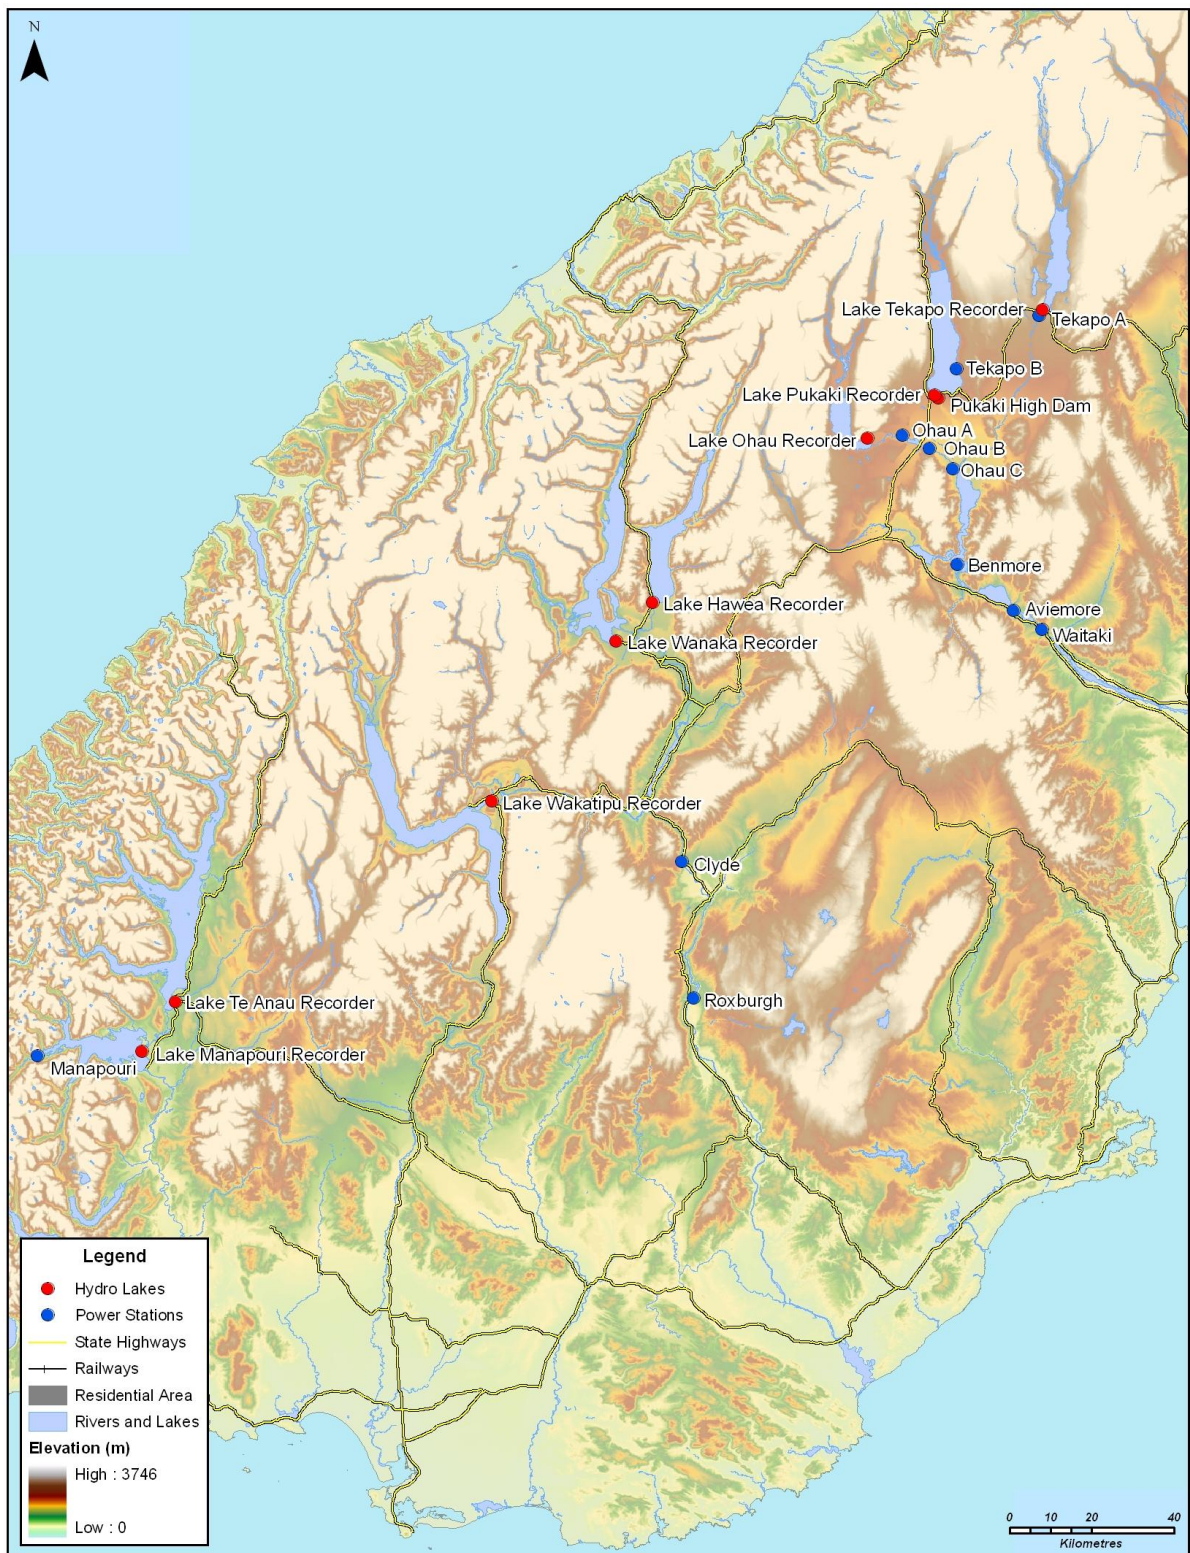 N
Lake Tekapo Recorder
Tekapo A
Tekapo B
Lake Pukaki Recorder
Pukaki High Dam
Ohau A
Lake Ohau Recorder
Ohau B
Ohau C
Benmore
Lake Hawea Recorder
Aviemore
Waitaki
Lake Wanaka Recorder
Lake Wakatipu Recorder
Clyde
Roxburgh
Lake Te Anau Recorder
Lake Manapouri Recorder
Manapouri
Legend
Hydro Lakes
Power Stations
State Highways
Railways
Residential Area
Rivers and Lakes
Elevation (m)
High : 3746
Low : 0
0 10 20 40
Kilometres